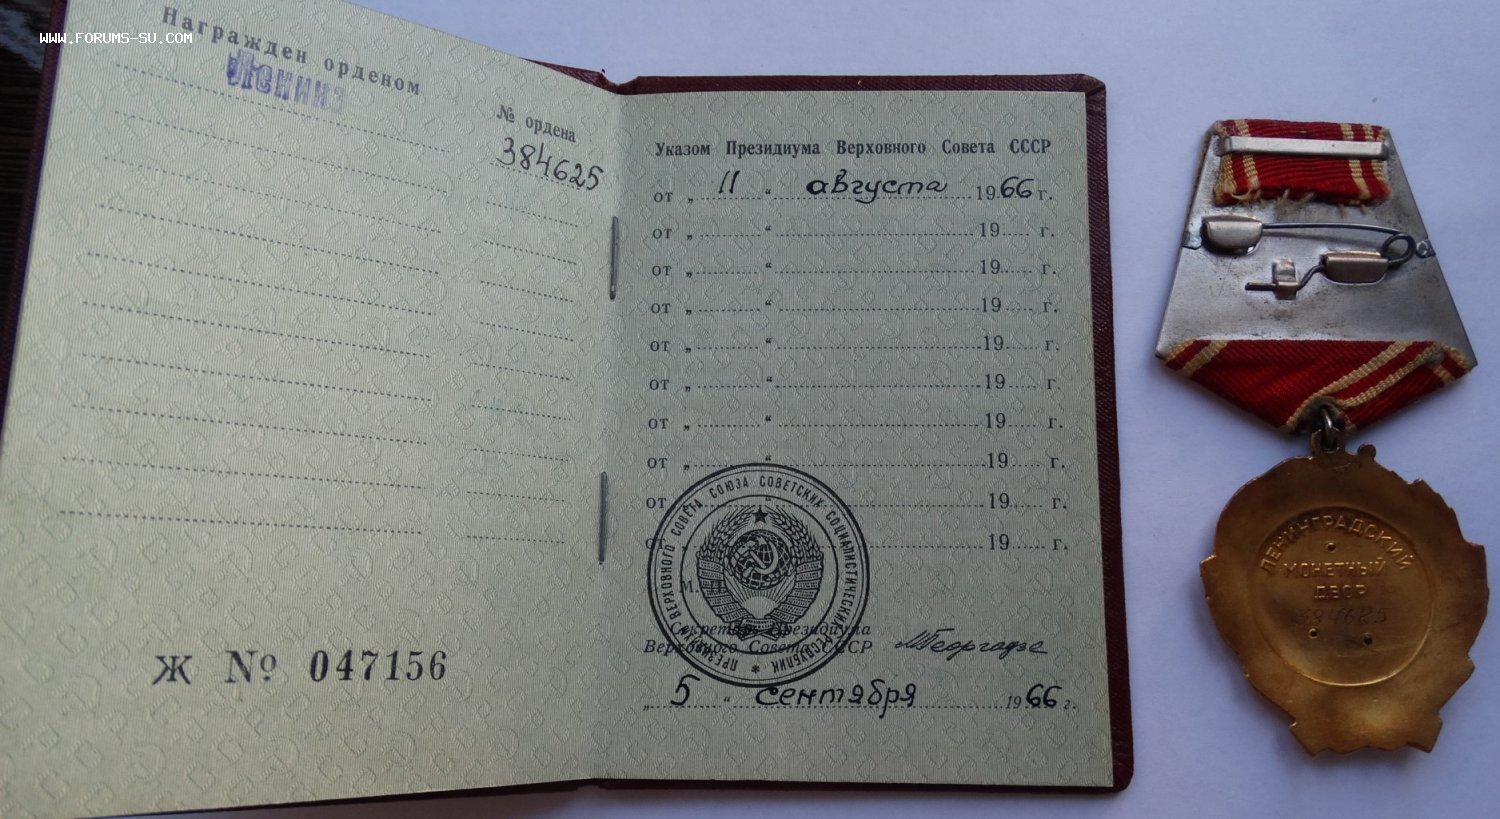 WWW.FORUMS-SU.COM
Награжден орденом
Ленина
№ ордена
384625
Ж № 047156
Указом Президиума Верховного Совета СССР
от „ 11 “ августа 1966 г.
от „ “ 19 г.
от „ “ 19 г.
от „ “ 19 г.
от „ “ 19 г.
от „ “ 19 г.
от „ “ 19 г.
от „ “ 19 г.
от „ “ 19 г.
от „ “ 19 г.
ПРЕЗИДИУМ ВЕРХОВНОГО СОВЕТА СОЮЗА СОВЕТСКИХ СОЦИАЛИСТИЧЕСКИХ РЕСПУБЛИК *
М.П.
Секретарь Президиума
Верховного Совета СССР МГеоргадзе
„ 5 “ сентября 1966 г.
ЛЕНИНГРАДСКИЙ
МОНЕТНЫЙ
ДВОР
384625